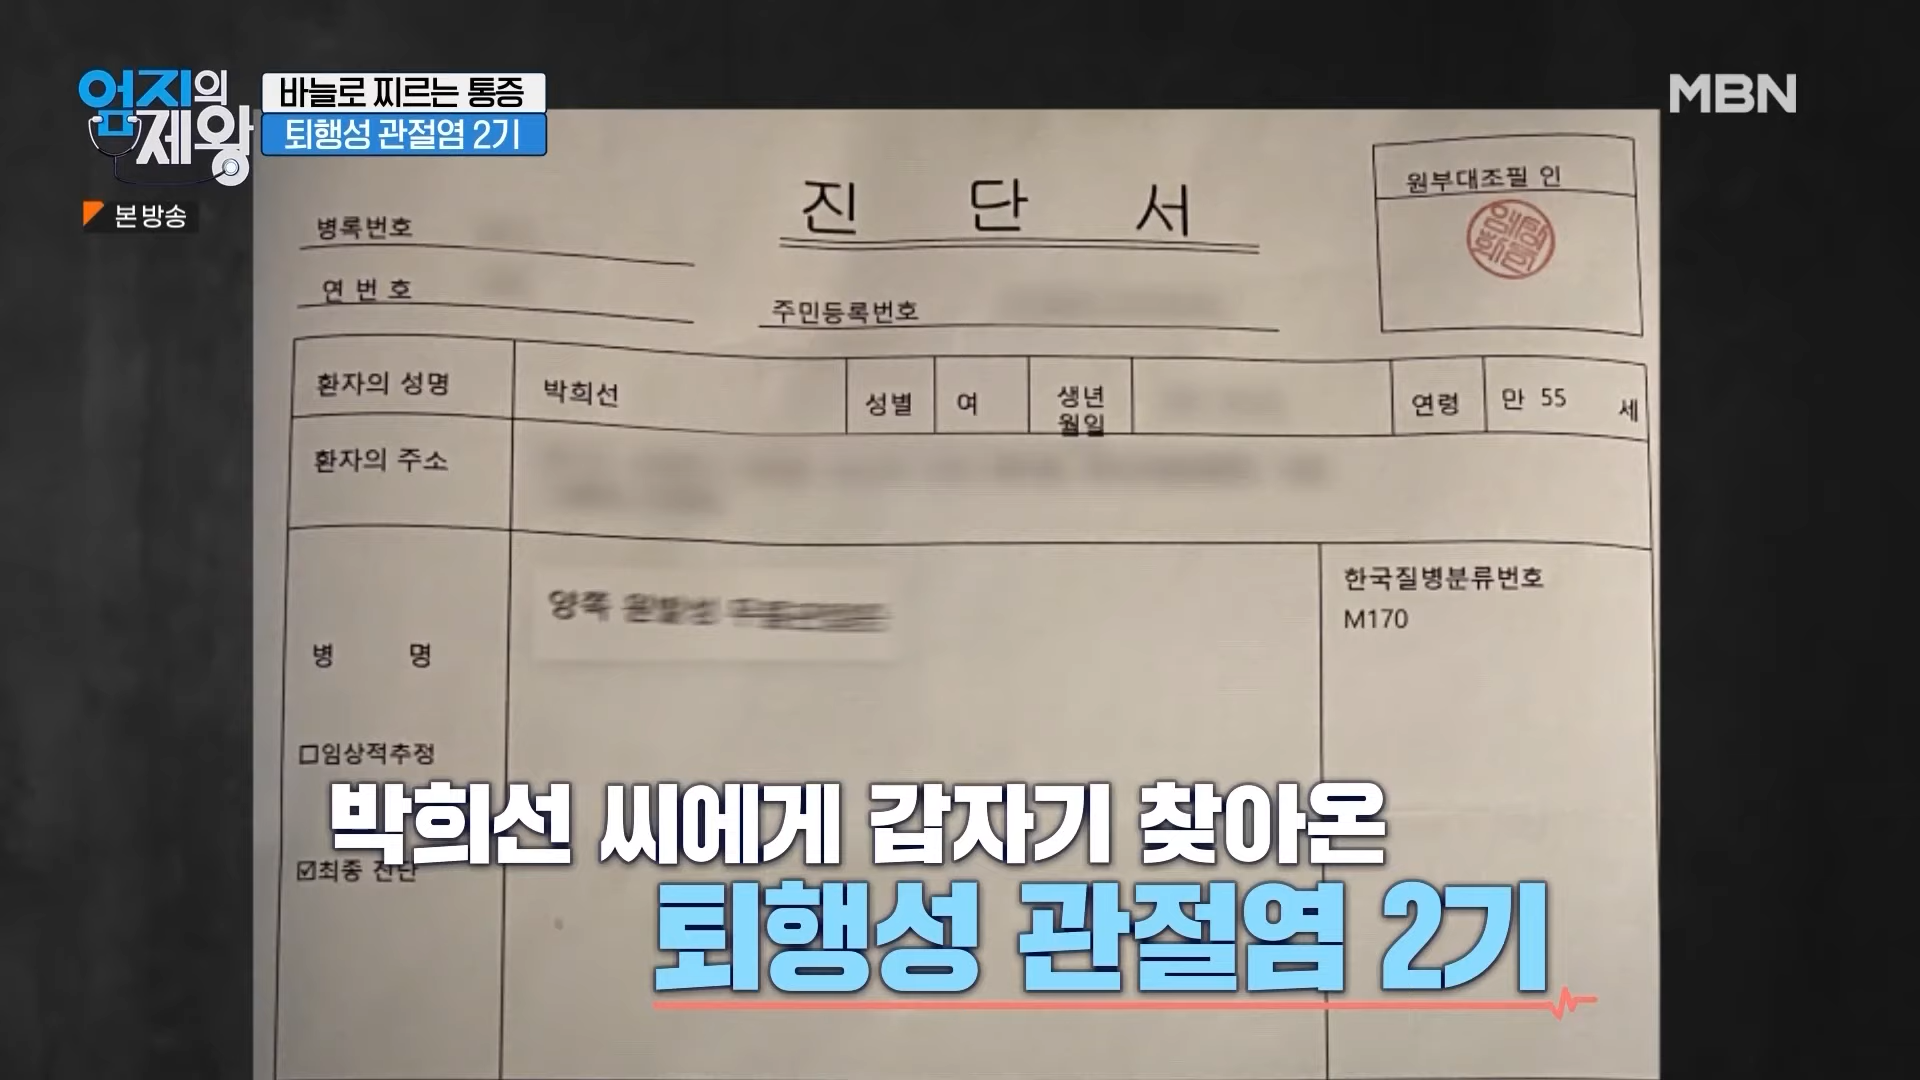 엄지의 제왕
바늘로 찌르는 통증
퇴행성 관절염 2기
본방송
MBN
진 단 서
원부대조필 인
병록번호
연 번 호
주민등록번호
환자의 성명 박희선 성별 여 생년월일 연령 만 55 세
환자의 주소
병 명
양쪽
한국질병분류번호
M170
□임상적추정
☑최종 진단
박희선 씨에게 갑자기 찾아온
퇴행성 관절염 2기